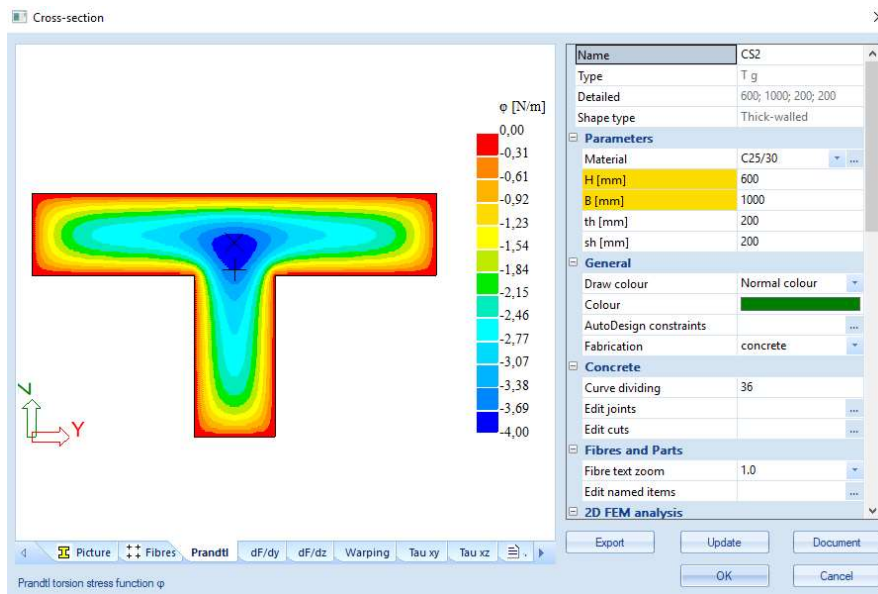 Cross-section
φ [N/m]
0,00
-0,31
-0,61
-0,92
-1,23
-1,54
-1,84
-2,15
-2,46
-2,77
-3,07
-3,38
-3,69
-4,00
Z
Y
Name CS2
Type T g
Detailed 600; 1000; 200; 200
Shape type Thick-walled
Parameters
Material C25/30 ...
H [mm] 600
B [mm] 1000
th [mm] 200
sh [mm] 200
General
Draw colour Normal colour
Colour
AutoDesign constraints ...
Fabrication concrete
Concrete
Curve dividing 36
Edit joints ...
Edit cuts ...
Fibres and Parts
Fibre text zoom 1.0
Edit named items ...
2D FEM analysis
Picture Fibres Prandtl dF/dy dF/dz Warping Tau xy Tau xz
Export Update Document
OK Cancel
Prandtl torsion stress function φ